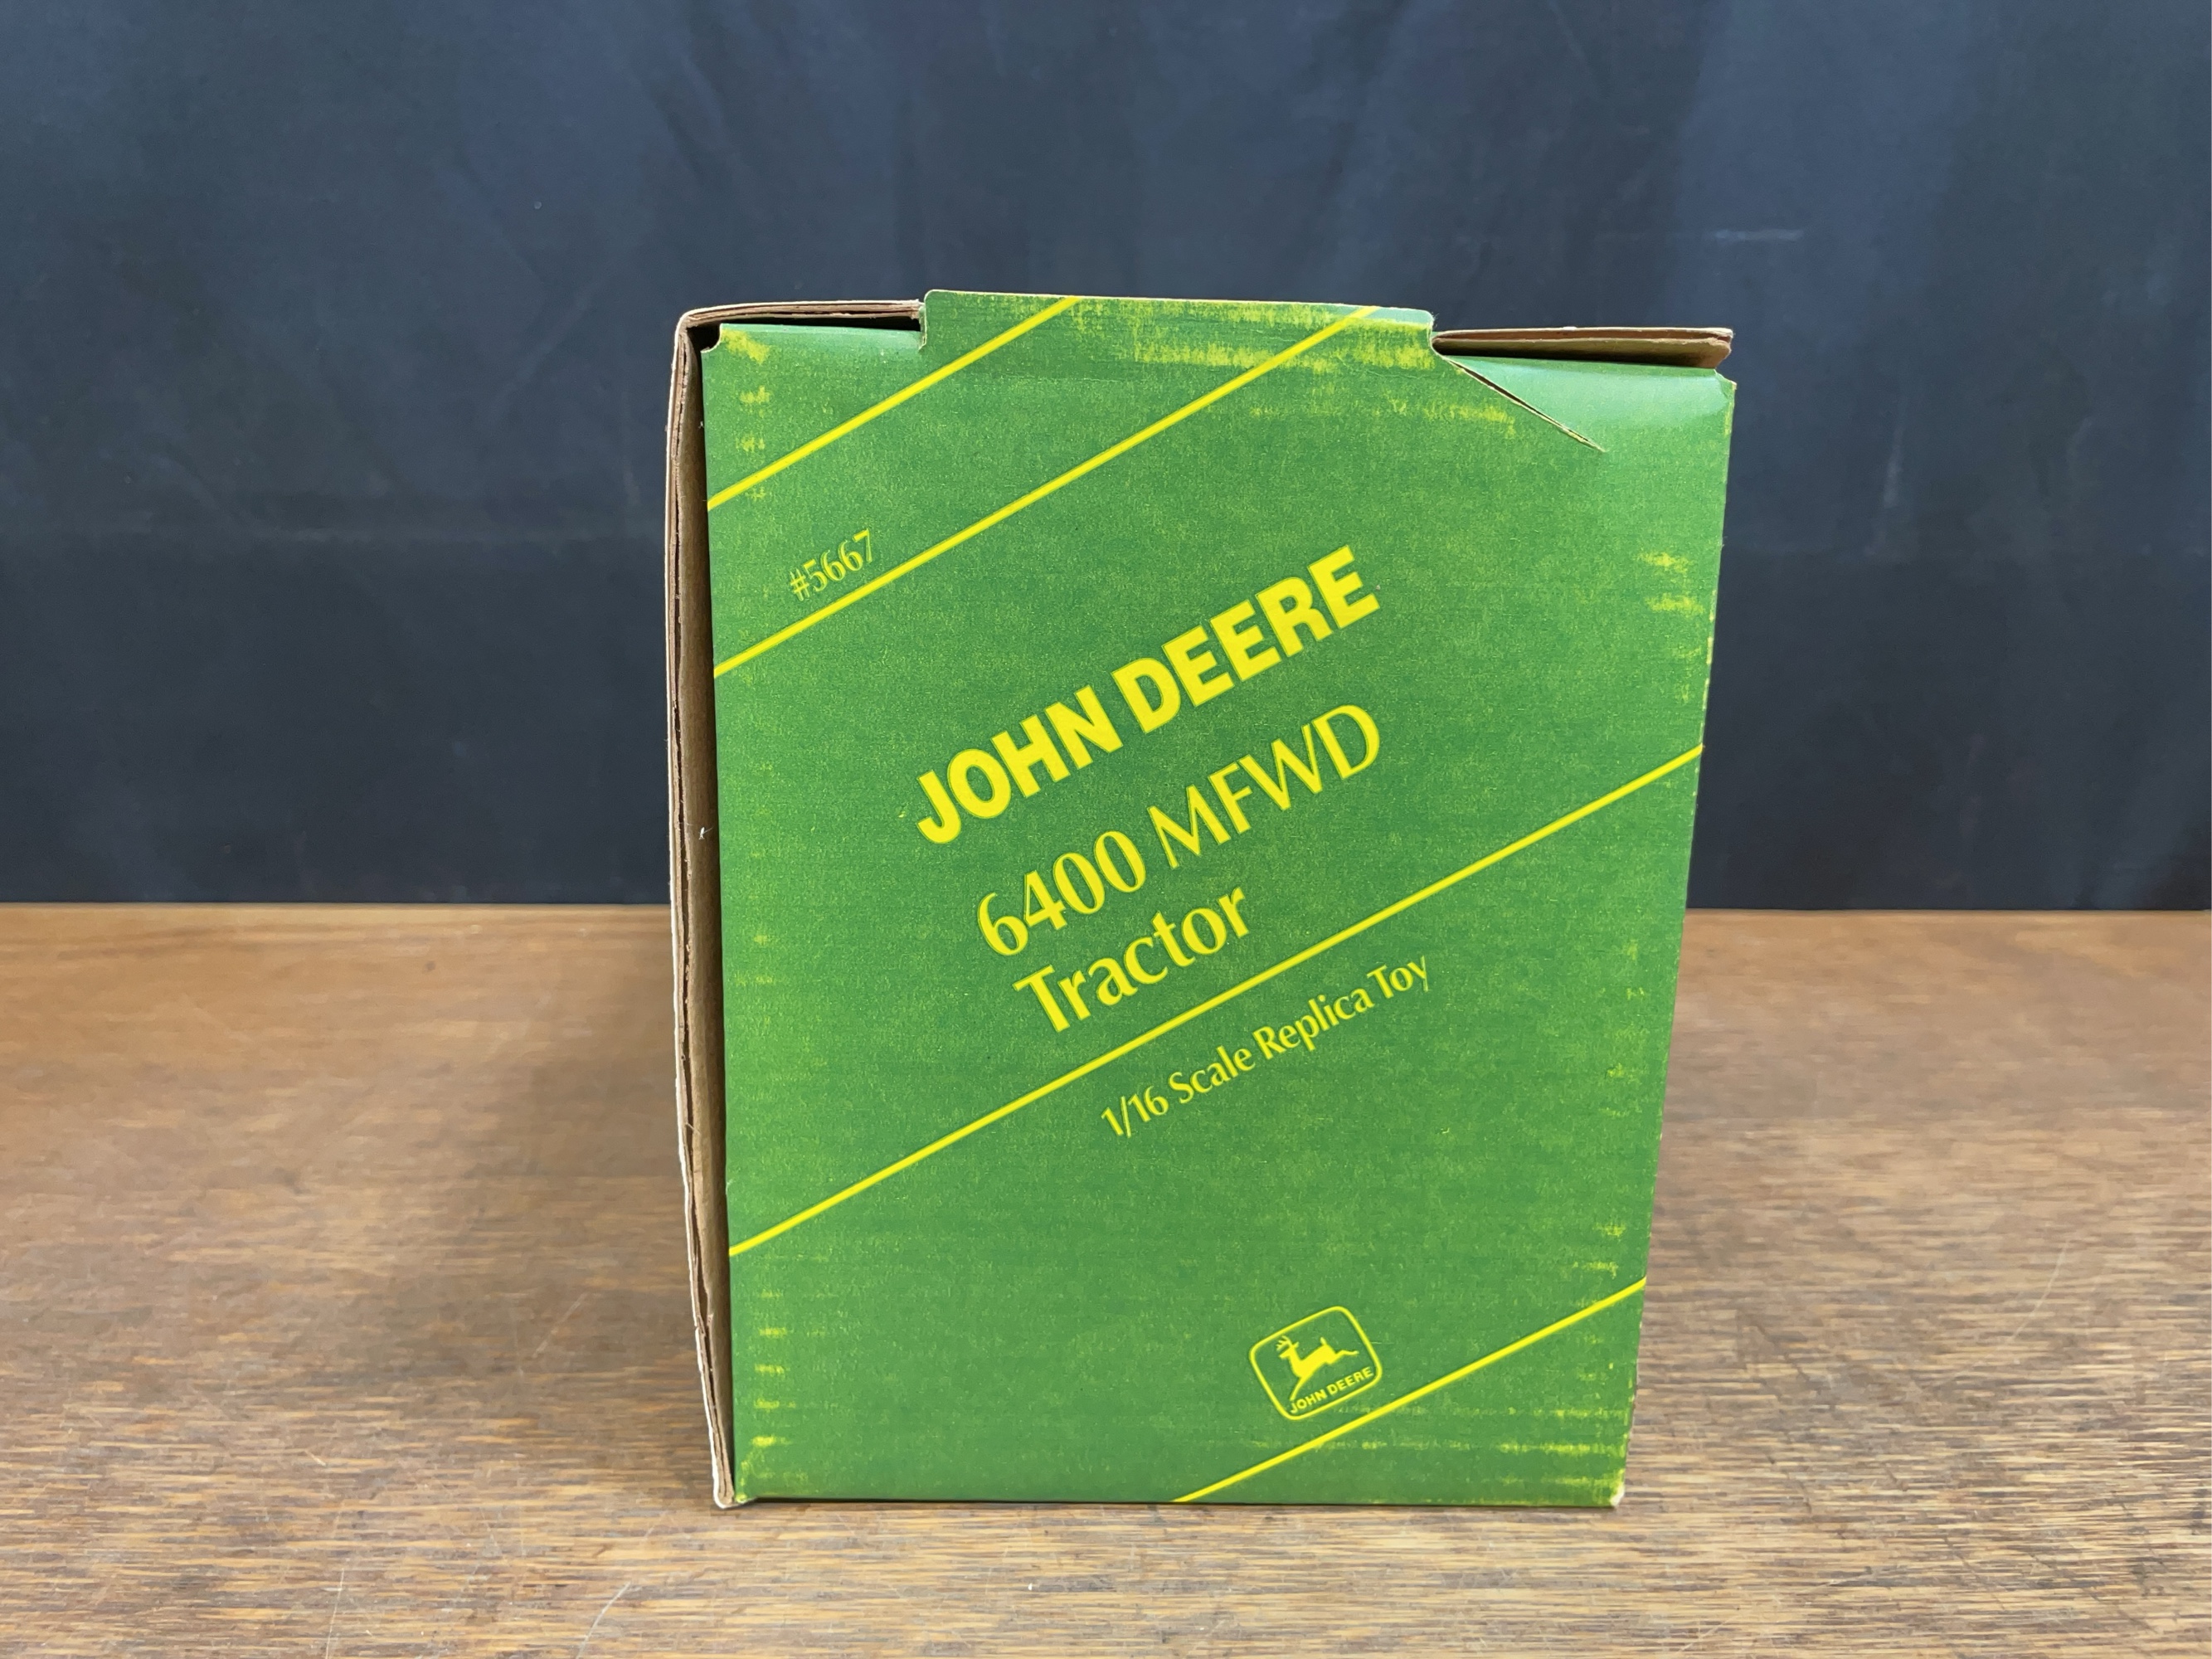 #5667
JOHN DEERE
6400 MFWD
Tractor
1/16 Scale Replica Toy
JOHN DEERE